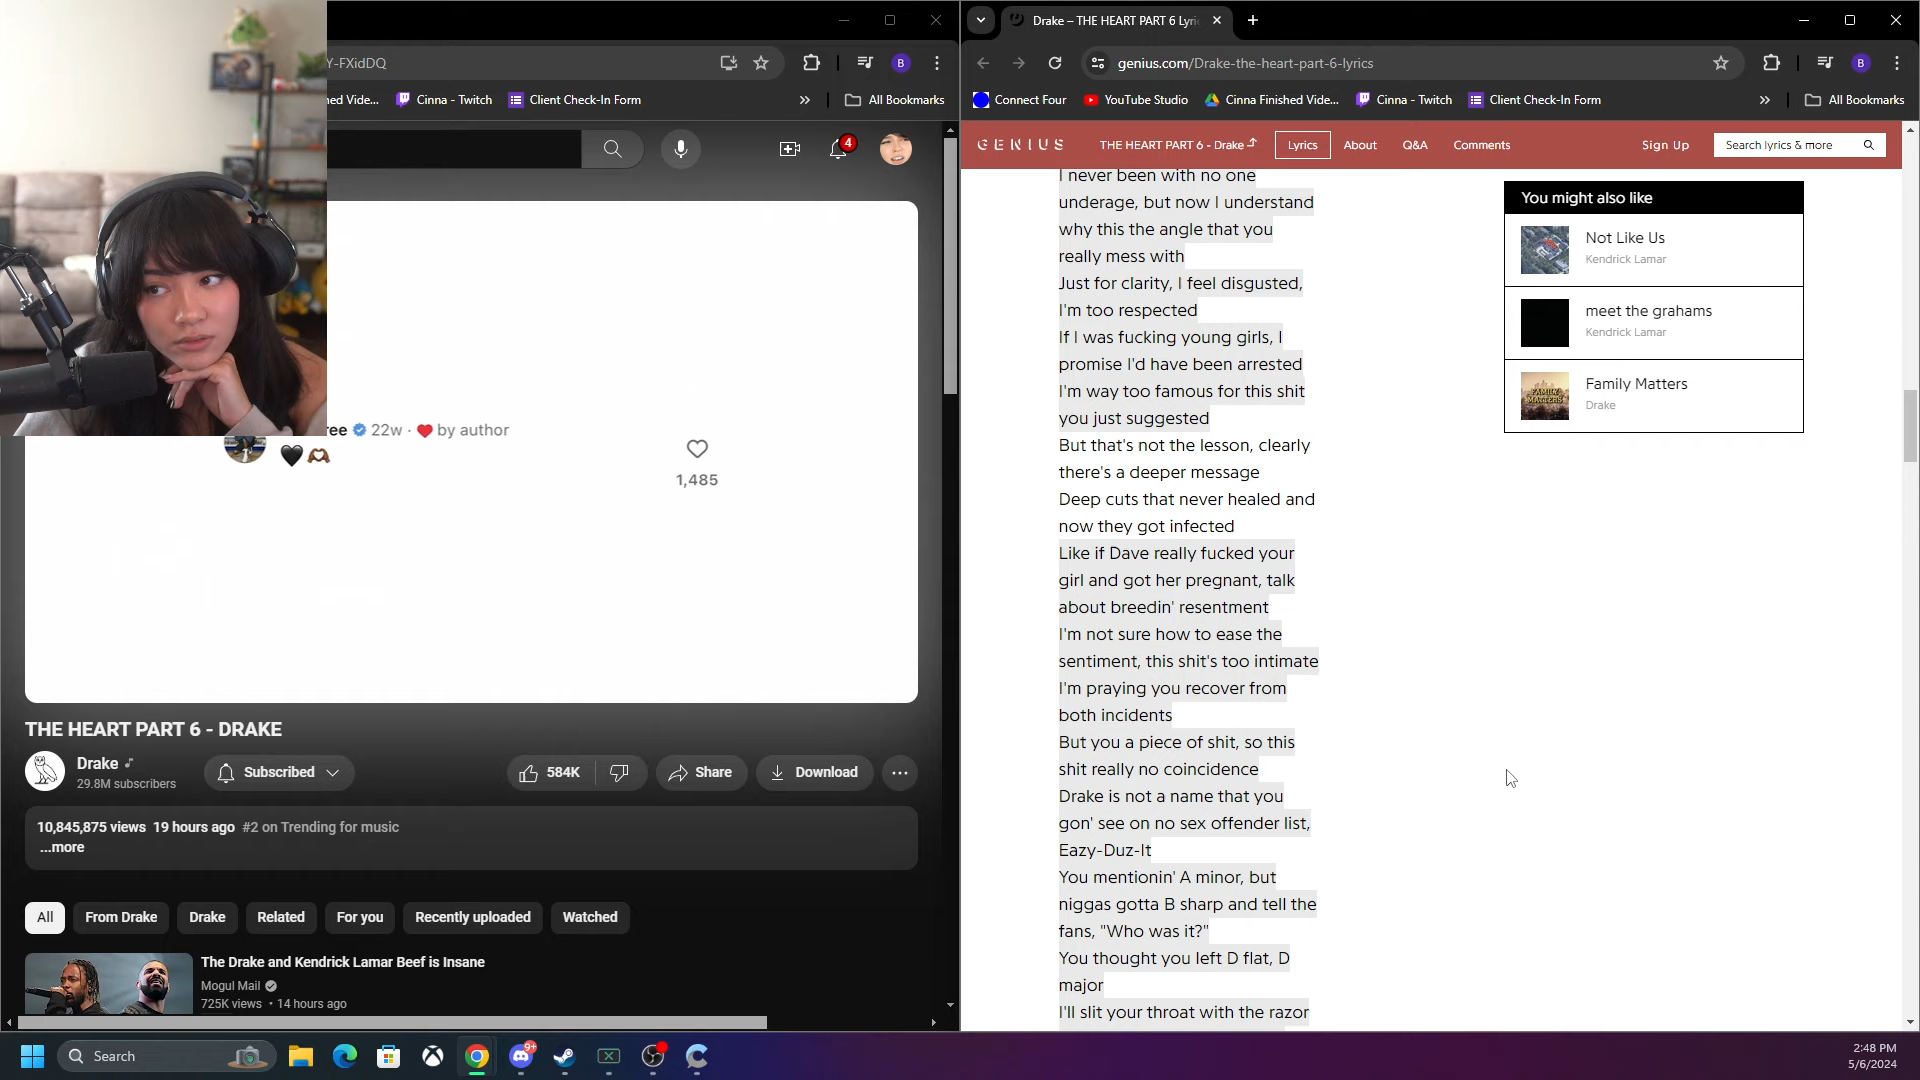 Y-FXidDQ
B
ned Vide...
Cinna - Twitch
Client Check-In Form
»
All Bookmarks
4
ree 22w · ❤️ by author
🖤 🫶🏾
1,485
THE HEART PART 6 - DRAKE
Drake
29.8M subscribers
Subscribed
584K
Share
Download
10,845,875 views 19 hours ago #2 on Trending for music
...more
All
From Drake
Drake
Related
For you
Recently uploaded
Watched
The Drake and Kendrick Lamar Beef is Insane
Mogul Mail
725K views • 14 hours ago
Drake – THE HEART PART 6 Lyri
genius.com/Drake-the-heart-part-6-lyrics
B
Connect Four
YouTube Studio
Cinna Finished Vide...
Cinna - Twitch
Client Check-In Form
»
All Bookmarks
GENIUS
THE HEART PART 6 - Drake
Lyrics
About
Q&A
Comments
Sign Up
Search lyrics & more
I never been with no one
underage, but now I understand
why this the angle that you
really mess with
Just for clarity, I feel disgusted,
I'm too respected
If I was fucking young girls, I
promise I'd have been arrested
I'm way too famous for this shit
you just suggested
But that's not the lesson, clearly
there's a deeper message
Deep cuts that never healed and
now they got infected
Like if Dave really fucked your
girl and got her pregnant, talk
about breedin' resentment
I'm not sure how to ease the
sentiment, this shit's too intimate
I'm praying you recover from
both incidents
But you a piece of shit, so this
shit really no coincidence
Drake is not a name that you
gon' see on no sex offender list,
Eazy-Duz-It
You mentionin' A minor, but
niggas gotta B sharp and tell the
fans, "Who was it?"
You thought you left D flat, D
major
I'll slit your throat with the razor
You might also like
Not Like Us
Kendrick Lamar
meet the grahams
Kendrick Lamar
Family Matters
FAMILY MATTERS
Drake
Search
9+
2:48 PM
5/6/2024